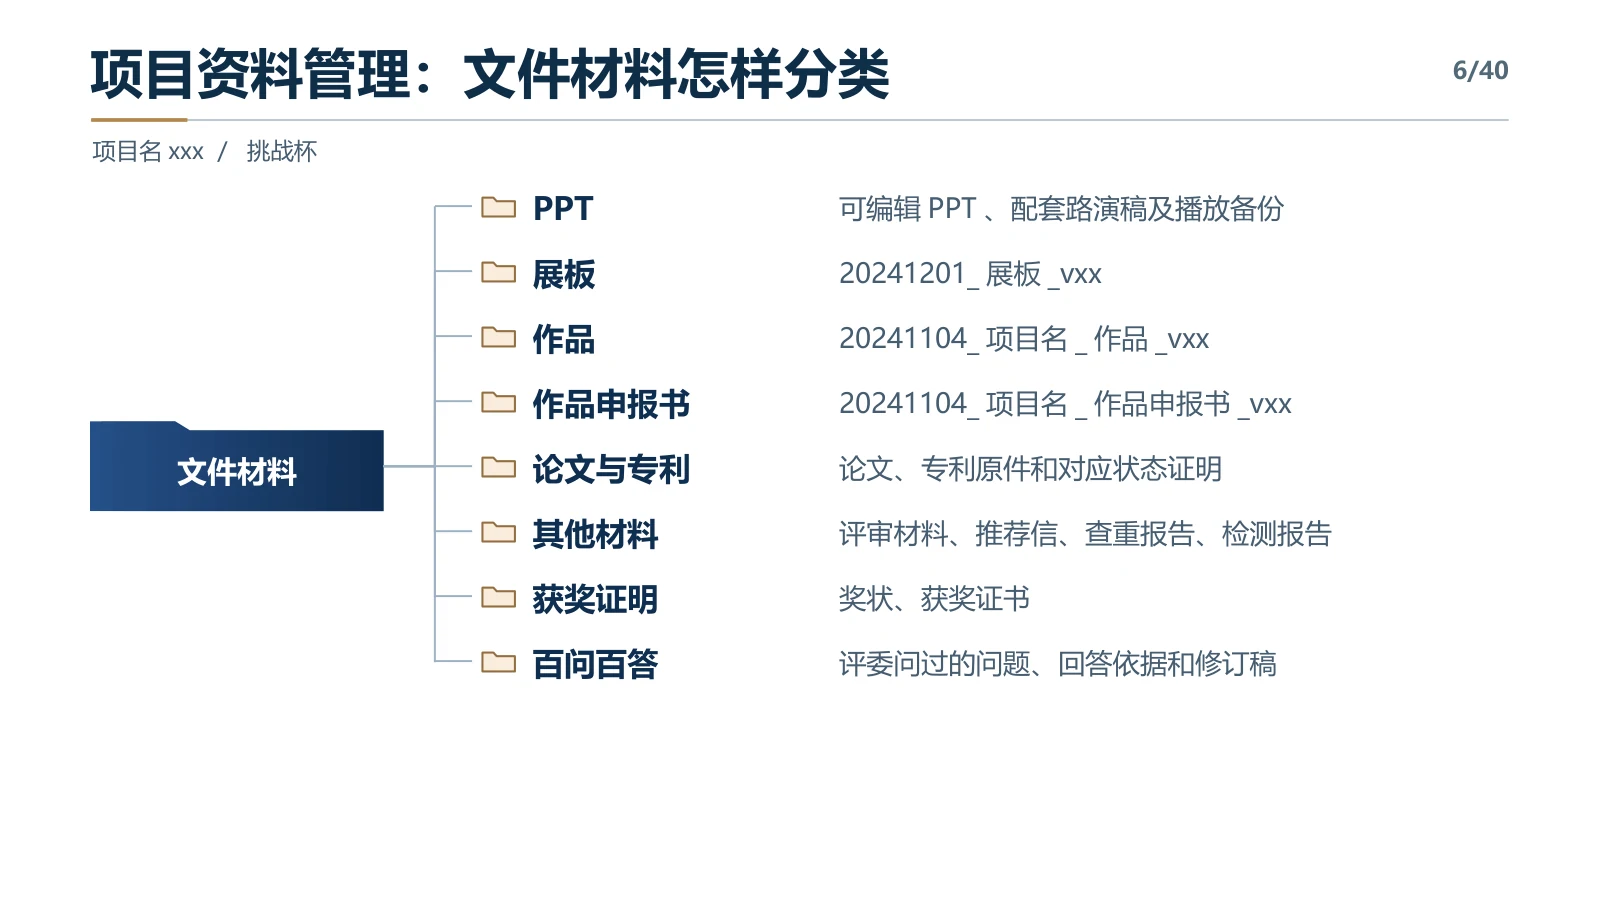 项目资料管理：文件材料怎样分类
6/40
项目名 xxx / 挑战杯
PPT 可编辑 PPT 、配套路演稿及播放备份
展板 20241201_ 展板 _vxx
作品 20241104_ 项目名 _ 作品 _vxx
作品申报书 20241104_ 项目名 _ 作品申报书 _vxx
文件材料
论文与专利 论文、专利原件和对应状态证明
其他材料 评审材料、推荐信、查重报告、检测报告
获奖证明 奖状、获奖证书
百问百答 评委问过的问题、回答依据和修订稿